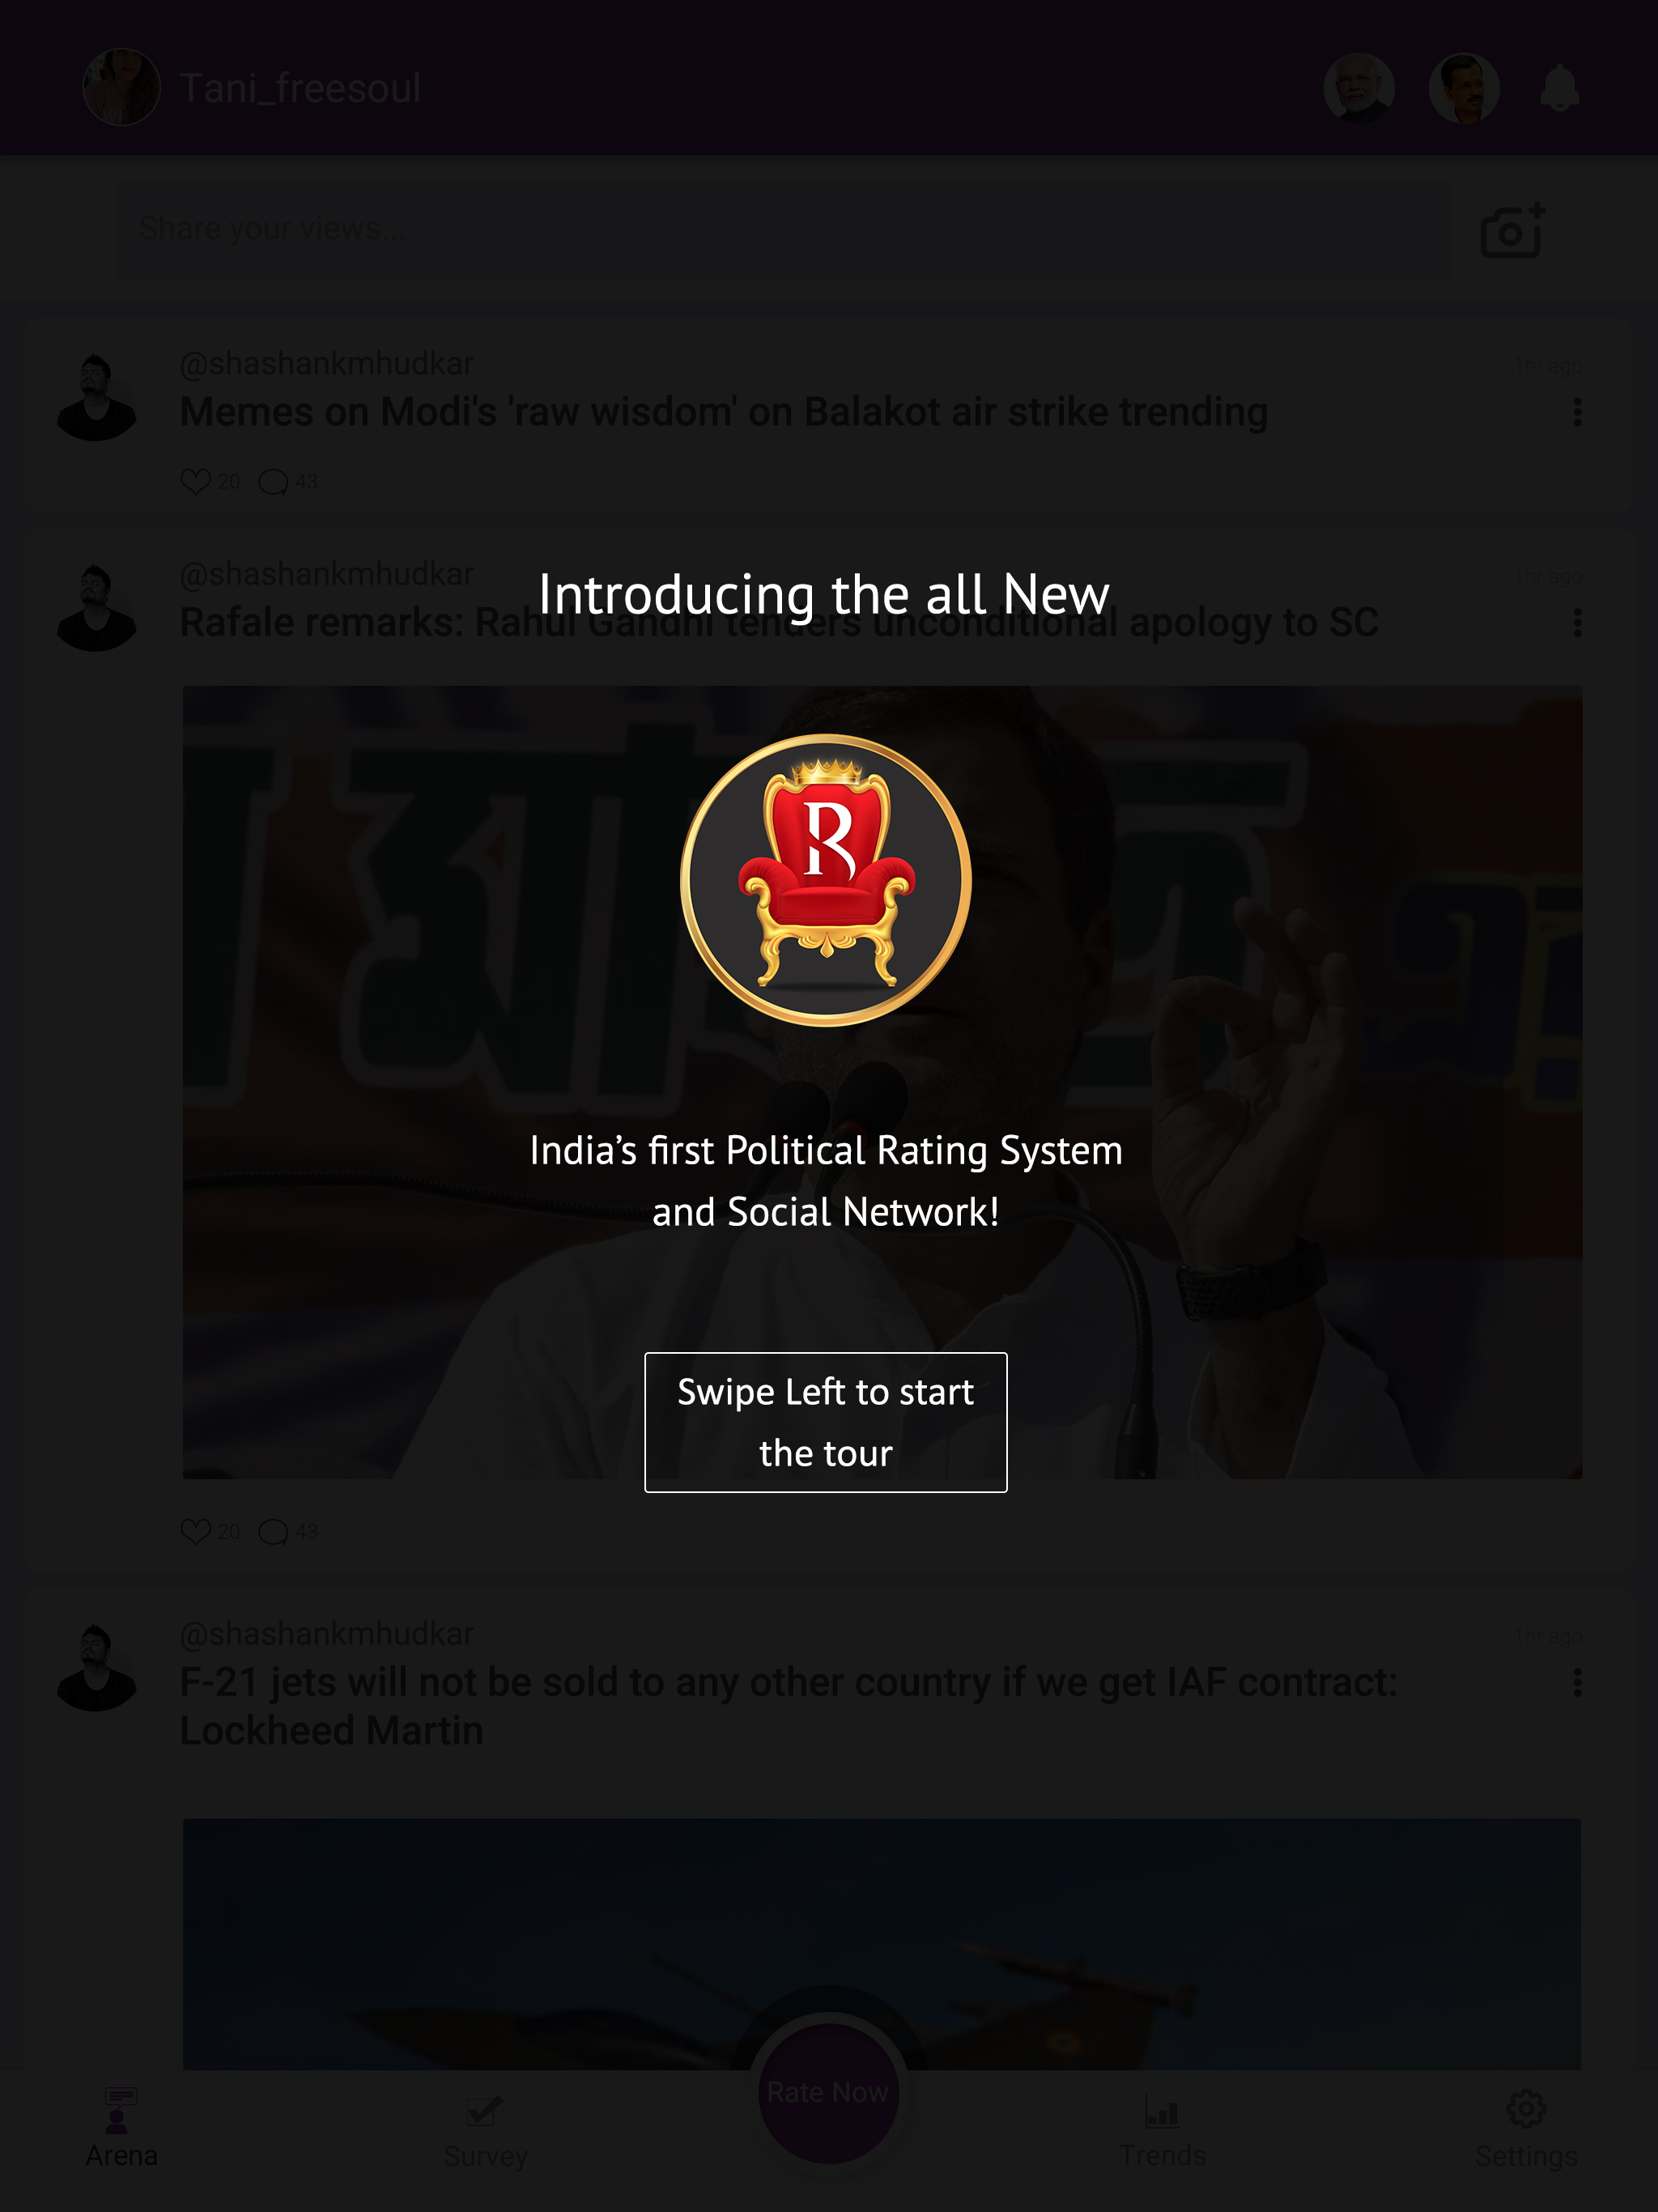 Tani_freesoul
Share your views...
@shashankmhudkar
1hr ago
Memes on Modi's 'raw wisdom' on Balakot air strike trending
20 43
@shashankmhudkar
1hr ago
Introducing the all New
Rafale remarks: Rahul Gandhi tenders unconditional apology to SC
R
India’s first Political Rating System
and Social Network!
Swipe Left to start
the tour
20 43
@shashankmhudkar
1hr ago
F-21 jets will not be sold to any other country if we get IAF contract:
Lockheed Martin
Rate Now
Arena
Survey
Trends
Settings